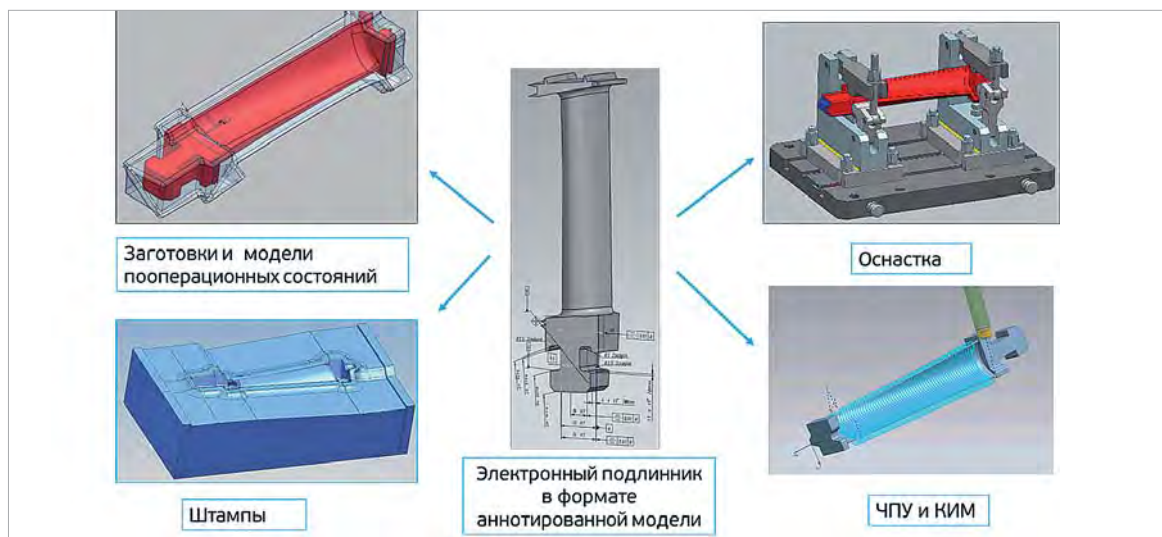 Заготовки и модели
пооперационных состояний
Оснастка
Штампы
Электронный подлинник
в формате
аннотированной модели
ЧПУ и КИМ